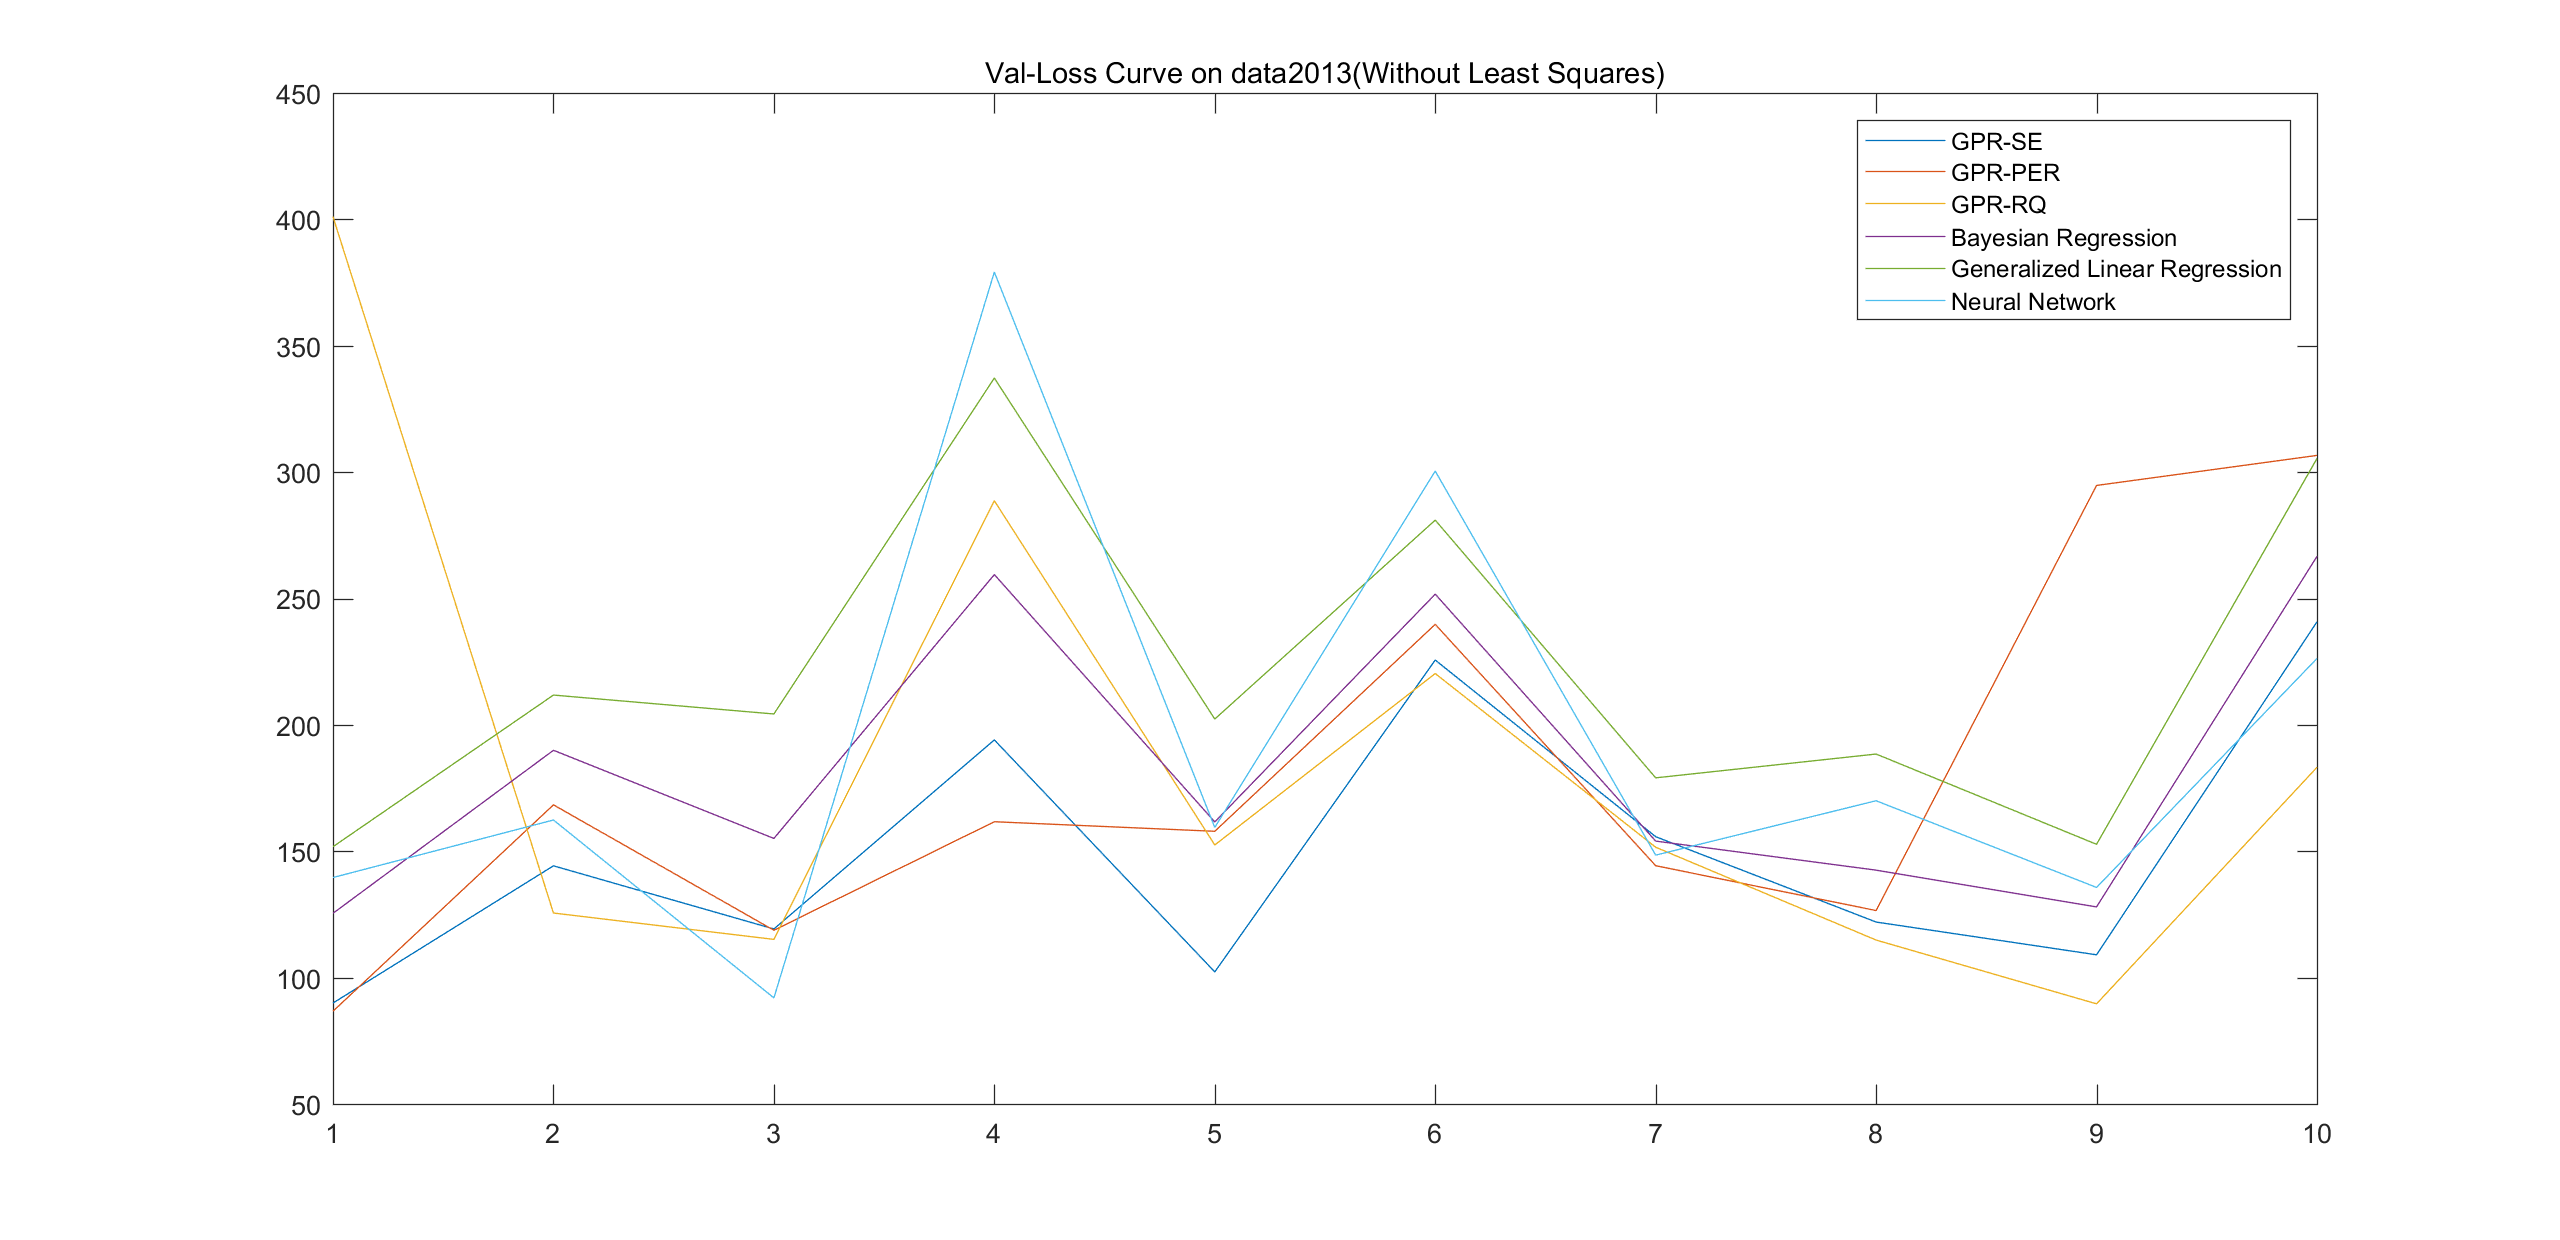 Val-Loss Curve on data2013(Without Least Squares)
450
400
350
300
250
200
150
100
50
1 2 3 4 5 6 7 8 9 10
GPR-SE
GPR-PER
GPR-RQ
Bayesian Regression
Generalized Linear Regression
Neural Network